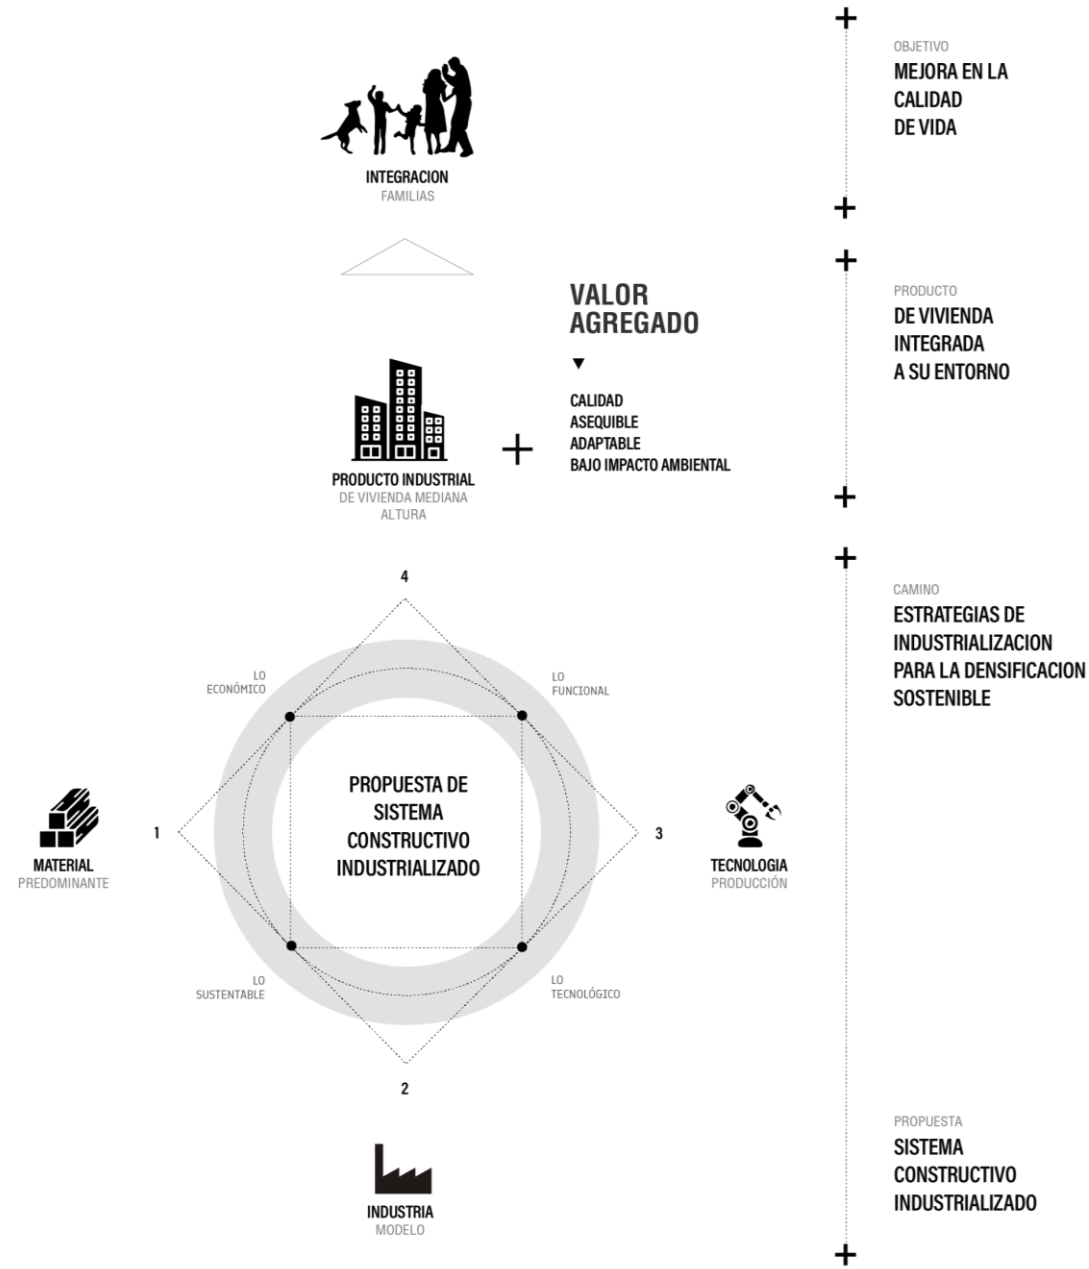 OBJETIVO
MEJORA EN LA
CALIDAD
DE VIDA
INTEGRACION
FAMILIAS
VALOR
AGREGADO
CALIDAD
ASEQUIBLE
ADAPTABLE
BAJO IMPACTO AMBIENTAL
PRODUCTO
DE VIVIENDA
INTEGRADA
A SU ENTORNO
PRODUCTO INDUSTRIAL
DE VIVIENDA MEDIANA
ALTURA
4
CAMINO
ESTRATEGIAS DE
INDUSTRIALIZACION
PARA LA DENSIFICACION
SOSTENIBLE
LO
ECONÓMICO
LO
FUNCIONAL
PROPUESTA DE
SISTEMA
CONSTRUCTIVO
INDUSTRIALIZADO
1
3
MATERIAL
PREDOMINANTE
TECNOLOGIA
PRODUCCIÓN
LO
SUSTENTABLE
LO
TECNOLÓGICO
2
INDUSTRIA
MODELO
PROPUESTA
SISTEMA
CONSTRUCTIVO
INDUSTRIALIZADO